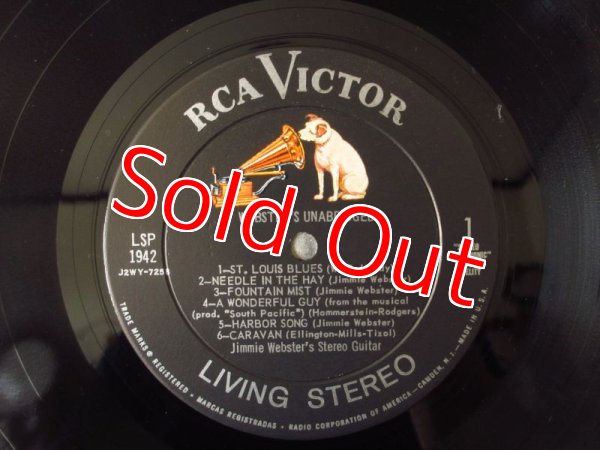 RCA VICTOR
Sold Out
LSP
1942
J2WY-725
1
1–ST. LOUIS BLUES
2–NEEDLE IN THE HAY (Jimmie Webster)
3–FOUNTAIN MIST (Jimmie Webster)
4–A WONDERFUL GUY (from the musical
(prod. "South Pacific") (Hammerstein-Rodgers)
5–HARBOR SONG (Jimmie Webster)
6–CARAVAN (Ellington-Mills-Tizol)
Jimmie Webster's Stereo Guitar
LIVING STEREO
TRADE MARKS ® REGISTERED • MARCAS REGISTRADAS • RADIO CORPORATION OF AMERICA—CAMDEN, N.J.—MADE IN U.S.A.